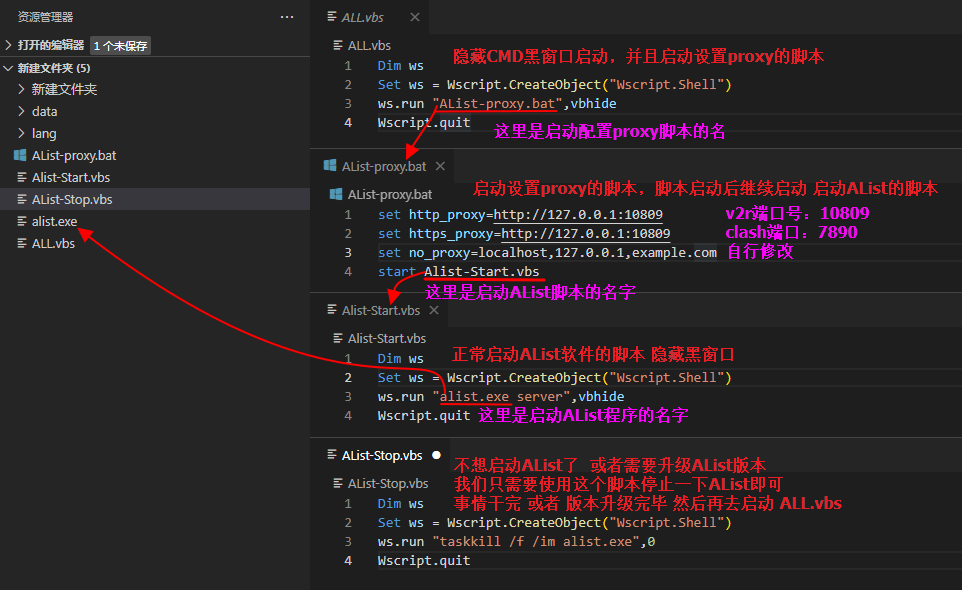 资源管理器
打开的编辑器 1个未保存
新建文件夹 (5)
新建文件夹
data
lang
AList-proxy.bat
Alist-Start.vbs
AList-Stop.vbs
alist.exe
ALL.vbs
ALL.vbs
ALL.vbs
隐藏CMD黑窗口启动，并且启动设置proxy的脚本
1 Dim ws
2 Set ws = Wscript.CreateObject("Wscript.Shell")
3 ws.run "AList-proxy.bat",vbhide
4 Wscript.quit
这里是启动配置proxy脚本的名
AList-proxy.bat
AList-proxy.bat
启动设置proxy的脚本，脚本启动后继续启动 启动AList的脚本
1 set http_proxy=http://127.0.0.1:10809
v2r端口号：10809
2 set https_proxy=http://127.0.0.1:10809
clash端口：7890
3 set no_proxy=localhost,127.0.0.1,example.com
自行修改
4 start Alist-Start.vbs
这里是启动AList脚本的名字
Alist-Start.vbs
Alist-Start.vbs
正常启动AList软件的脚本 隐藏黑窗口
1 Dim ws
2 Set ws = Wscript.CreateObject("Wscript.Shell")
3 ws.run "alist.exe server",vbhide
4 Wscript.quit
这里是启动AList程序的名字
AList-Stop.vbs
AList-Stop.vbs
不想启动AList了 或者需要升级AList版本
我们只需要使用这个脚本停止一下AList即可
事情干完 或者 版本升级完毕 然后再去启动 ALL.vbs
1 Dim ws
2 Set ws = Wscript.CreateObject("Wscript.Shell")
3 ws.run "taskkill /f /im alist.exe",0
4 Wscript.quit